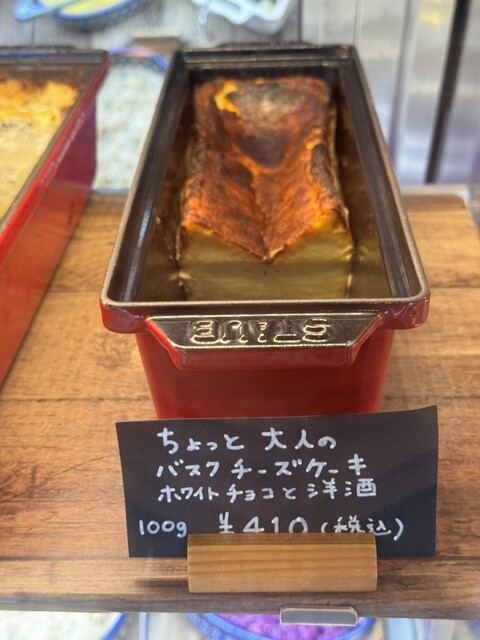 STAUB
ちょっと 大人の
バスクチーズケーキ
ホワイトチョコと洋酒
100g ¥410(税込)